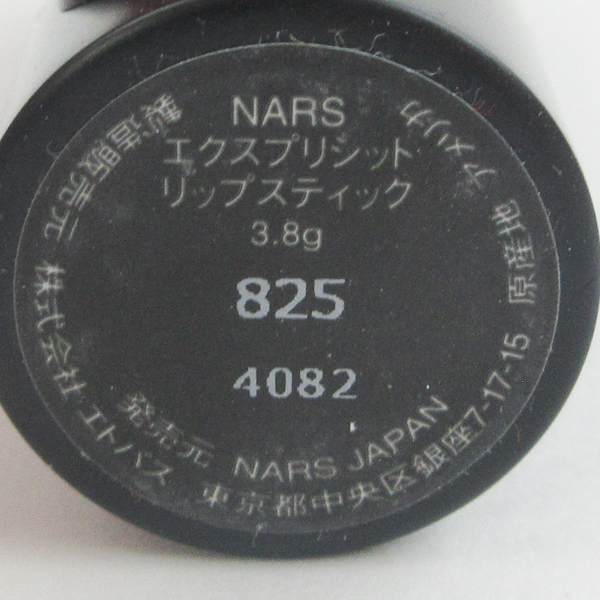 NARS
エクスプリシット
リップスティック
3.8g
825
4082
発売元 NARS JAPAN
製造販売元 株式会社 エトバス 東京都中央区銀座7-17-15 原産地 アメリカ